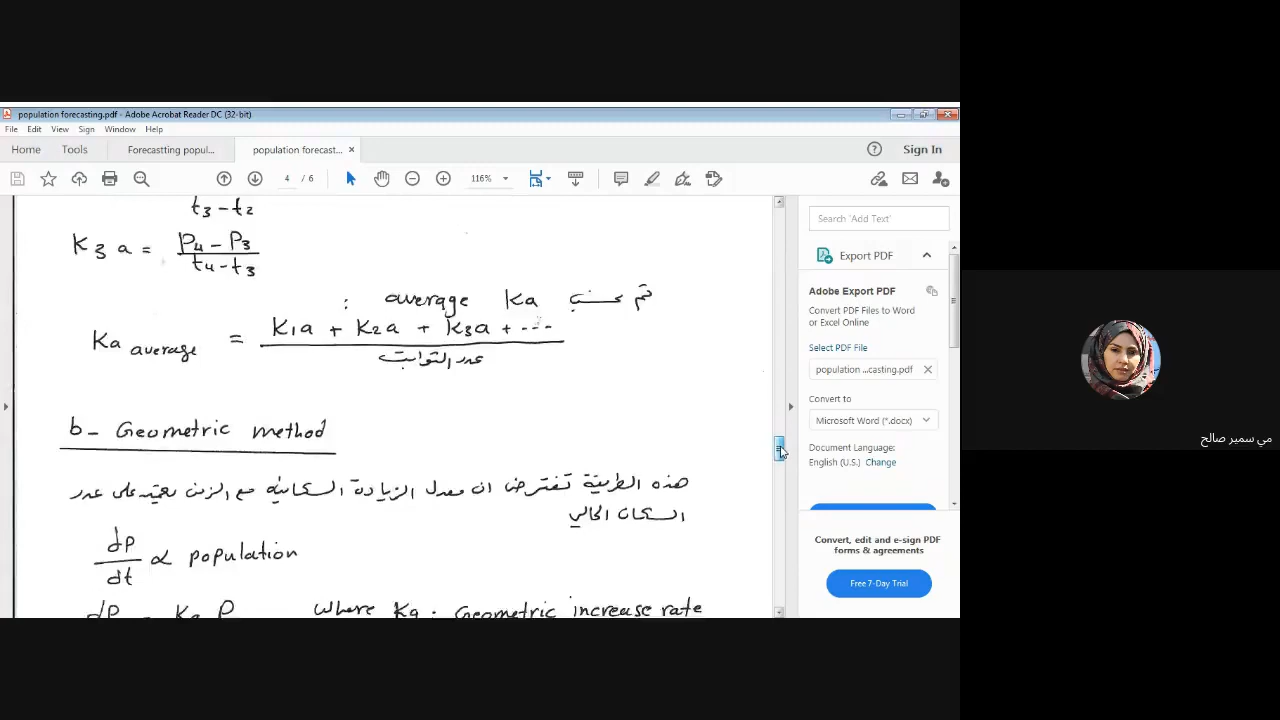 population forecasting.pdf - Adobe Acrobat Reader DC (32-bit)
File Edit View Sign Window Help
Home Tools Forecastting popul... population forecast... × Sign In
4 / 6 116%
t3 - t2
K3 a = P4 - P3
t4 - t3
ثم نحسب Ka average :
Ka average = K1a + K2a + K3a + ...
عدد الثوابت
b - Geometric method
هذه الطريقة تفترض ان معدل الزيادة السكانية مع الزمن يعتمد على عدد
السكان الحالي
dp
dt ∝ population
dP = Kg P where Kg : Geometric increase rate
Search 'Add Text'
Export PDF
Adobe Export PDF
Convert PDF Files to Word
or Excel Online
Select PDF File
population ...casting.pdf ×
Convert to
Microsoft Word (*.docx)
Document Language:
English (U.S.) Change
Convert, edit and e-sign PDF
forms & agreements
Free 7-Day Trial
مي سمير صالح